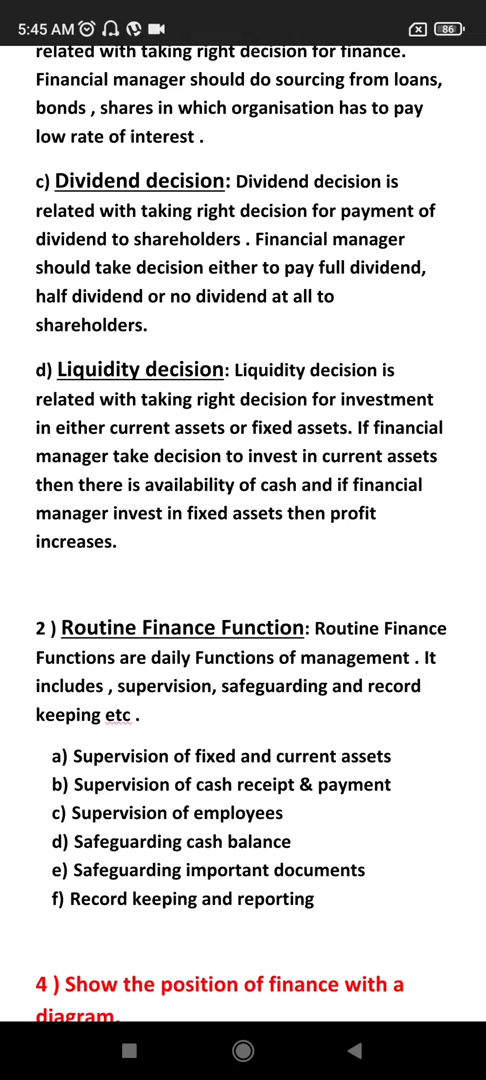 5:45 AM
86
related with taking right decision for finance.
Financial manager should do sourcing from loans,
bonds , shares in which organisation has to pay
low rate of interest .
c) Dividend decision: Dividend decision is
related with taking right decision for payment of
dividend to shareholders . Financial manager
should take decision either to pay full dividend,
half dividend or no dividend at all to
shareholders.
d) Liquidity decision: Liquidity decision is
related with taking right decision for investment
in either current assets or fixed assets. If financial
manager take decision to invest in current assets
then there is availability of cash and if financial
manager invest in fixed assets then profit
increases.
2 ) Routine Finance Function: Routine Finance
Functions are daily Functions of management . It
includes , supervision, safeguarding and record
keeping etc .
a) Supervision of fixed and current assets
b) Supervision of cash receipt & payment
c) Supervision of employees
d) Safeguarding cash balance
e) Safeguarding important documents
f) Record keeping and reporting
4 ) Show the position of finance with a
diagram.